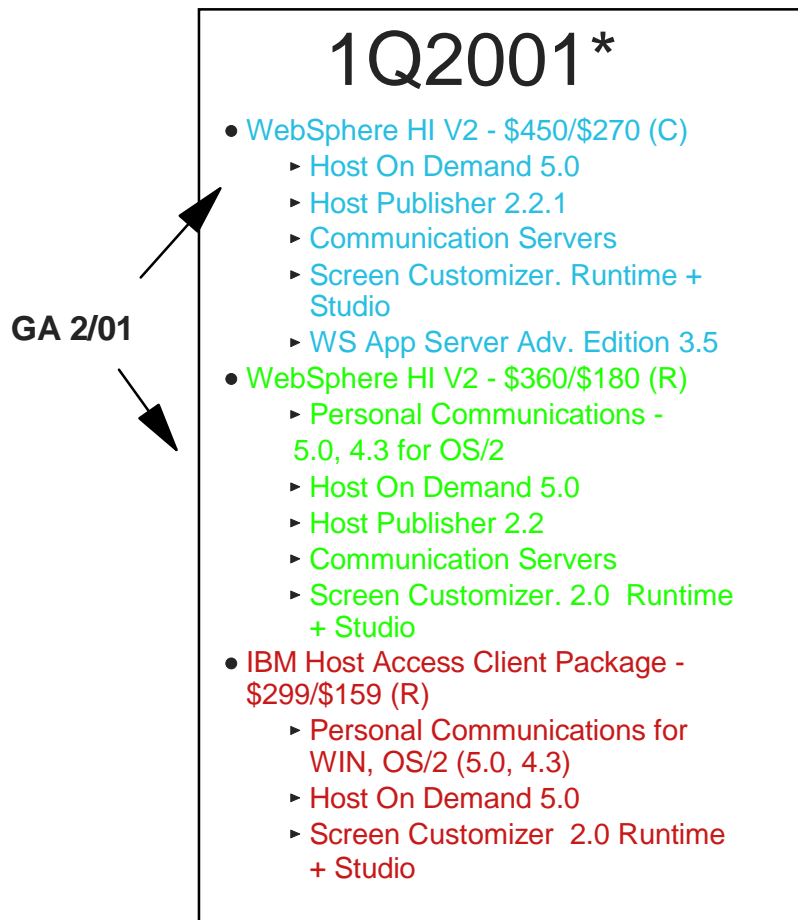 1Q2001*
● WebSphere HI V2 - $450/$270 (C)
► Host On Demand 5.0
► Host Publisher 2.2.1
► Communication Servers
► Screen Customizer. Runtime +
Studio
► WS App Server Adv. Edition 3.5
GA 2/01
● WebSphere HI V2 - $360/$180 (R)
► Personal Communications -
5.0, 4.3 for OS/2
► Host On Demand 5.0
► Host Publisher 2.2
► Communication Servers
► Screen Customizer. 2.0 Runtime
+ Studio
● IBM Host Access Client Package -
$299/$159 (R)
► Personal Communications for
WIN, OS/2 (5.0, 4.3)
► Host On Demand 5.0
► Screen Customizer 2.0 Runtime
+ Studio